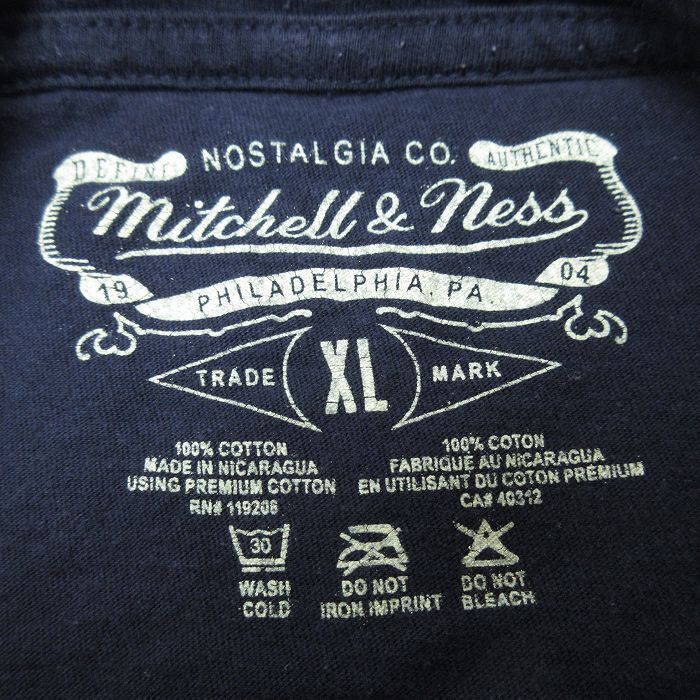 NOSTALGIA CO.
AUTHENTIC
Mitchell & Ness
19 04
PHILADELPHIA, PA.
TRADE XL MARK
100% COTTON
MADE IN NICARAGUA
USING PREMIUM COTTON
RN# 119206
100% COTON
FABRIQUE AU NICARAGUA
EN UTILISANT DU COTON PREMIUM
CA# 40312
30
WASH
COLD
DO NOT
IRON IMPRINT
DO NOT
BLEACH